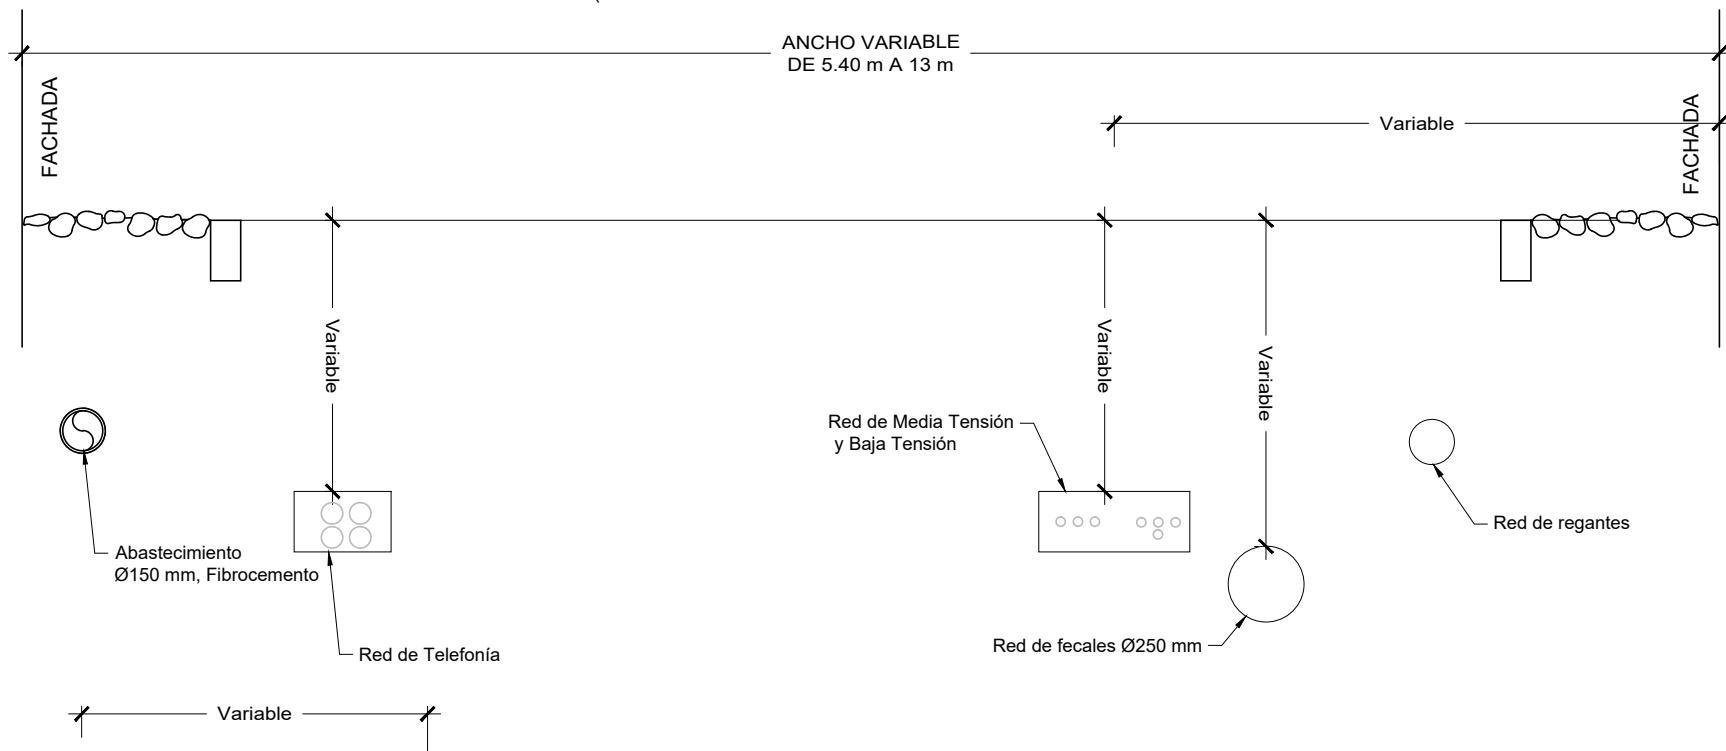 ANCHO VARIABLE
DE 5.40 m A 13 m
FACHADA
Variable
FACHADA
Variable
Variable
Variable
Red de Media Tensión
y Baja Tensión
Red de regantes
Abastecimiento
Ø150 mm, Fibrocemento
Red de Telefonía
Red de fecales Ø250 mm
Variable